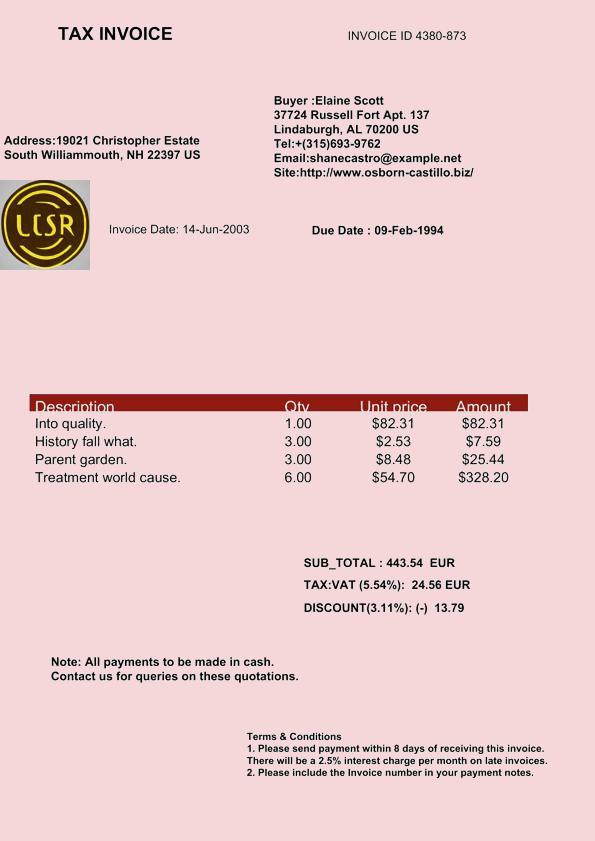 TAX INVOICE
INVOICE ID 4380-873
Buyer :Elaine Scott
37724 Russell Fort Apt. 137
Lindaburgh, AL 70200 US
Tel:+(315)693-9762
Email:shanecastro@example.net
Site:http://www.osborn-castillo.biz/
Address:19021 Christopher Estate
South Williammouth, NH 22397 US
LCSR
Invoice Date: 14-Jun-2003
Due Date : 09-Feb-1994
Description Qty Unit price Amount
Into quality. 1.00 $82.31 $82.31
History fall what. 3.00 $2.53 $7.59
Parent garden. 3.00 $8.48 $25.44
Treatment world cause. 6.00 $54.70 $328.20
SUB_TOTAL : 443.54 EUR
TAX:VAT (5.54%): 24.56 EUR
DISCOUNT(3.11%): (-) 13.79
Note: All payments to be made in cash.
Contact us for queries on these quotations.
Terms & Conditions
1. Please send payment within 8 days of receiving this invoice.
There will be a 2.5% interest charge per month on late invoices.
2. Please include the Invoice number in your payment notes.